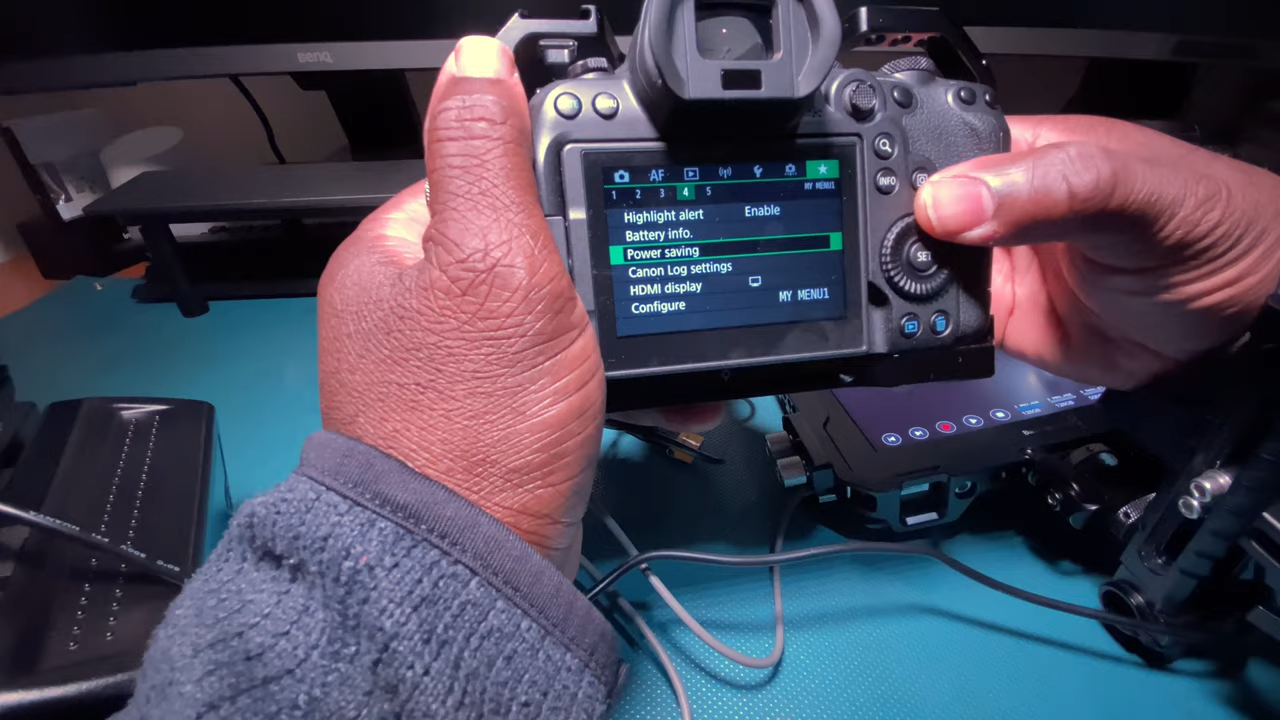 BenQ
AF
1 2 3 4 5 MY MENU1
Highlight alert Enable
Battery info.
Power saving
Canon Log settings
HDMI display
Configure MY MENU1
INFO
SET